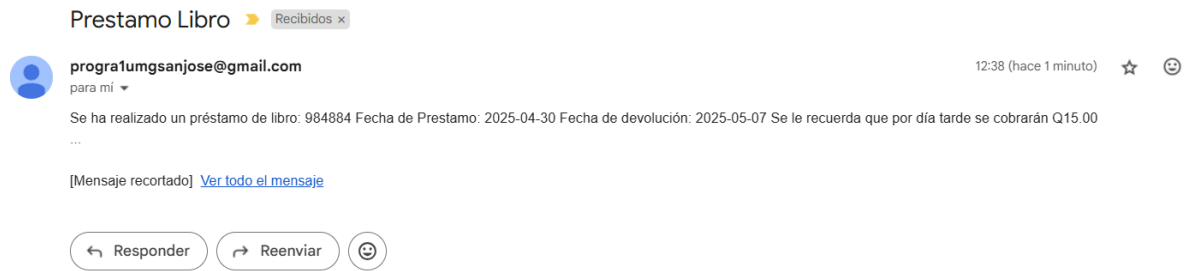 Prestamo Libro Recibidos ×
progra1umgsanjose@gmail.com 12:38 (hace 1 minuto)
para mí
Se ha realizado un préstamo de libro: 984884 Fecha de Prestamo: 2025-04-30 Fecha de devolución: 2025-05-07 Se le recuerda que por día tarde se cobrarán Q15.00
...
[Mensaje recortado] Ver todo el mensaje
Responder Reenviar